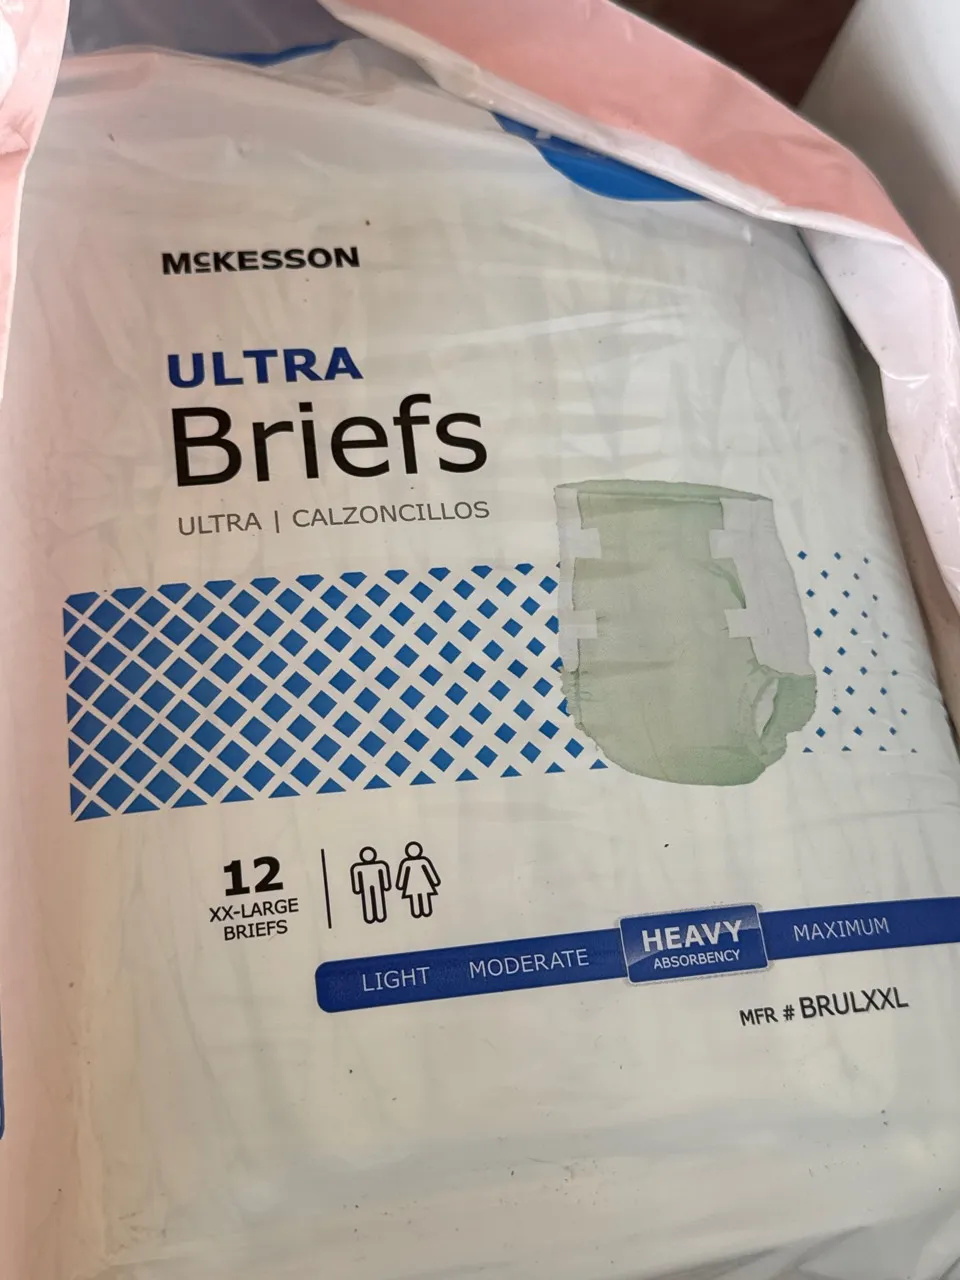 McKESSON
ULTRA
Briefs
ULTRA | CALZONCILLOS
12
XX-LARGE
BRIEFS
LIGHT MODERATE HEAVY ABSORBENCY MAXIMUM
MFR # BRULXXL